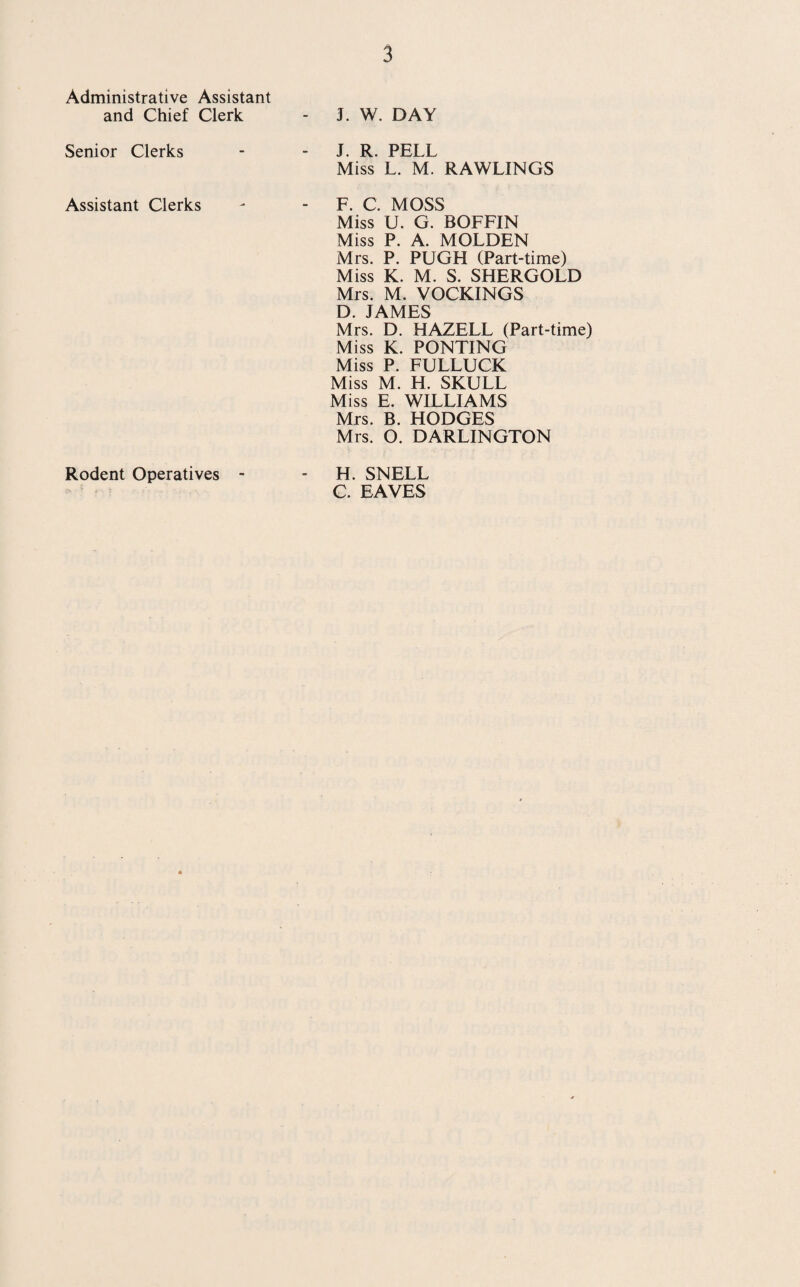 3
Administrative Assistant
and Chief Clerk - J. W. DAY
Senior Clerks - - J. R. PELL
Miss L. M. RAWLINGS
Assistant Clerks - - F. C. MOSS
Miss U. G. BOFFIN
Miss P. A. MOLDEN
Mrs. P. PUGH (Part-time)
Miss K. M. S. SHERGOLD
Mrs. M. VOCKINGS
D. JAMES
Mrs. D. HAZELL (Part-time)
Miss K. PONTING
Miss P. FULLUCK
Miss M. H. SKULL
Miss E. WILLIAMS
Mrs. B. HODGES
Mrs. O. DARLINGTON
Rodent Operatives - - H. SNELL
C. EAVES